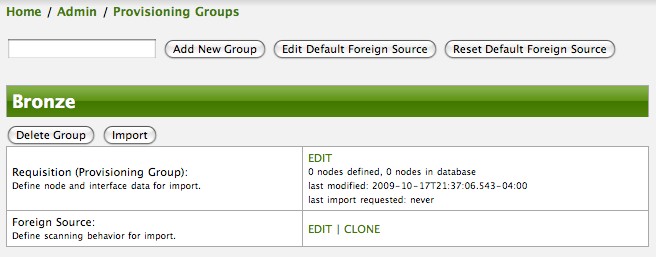 Home / Admin / Provisioning Groups
Add New Group Edit Default Foreign Source Reset Default Foreign Source
Bronze
Delete Group Import
Requisition (Provisioning Group):
Define node and interface data for import.
EDIT
0 nodes defined, 0 nodes in database
last modified: 2009-10-17T21:37:06.543-04:00
last import requested: never
Foreign Source:
Define scanning behavior for import.
EDIT | CLONE